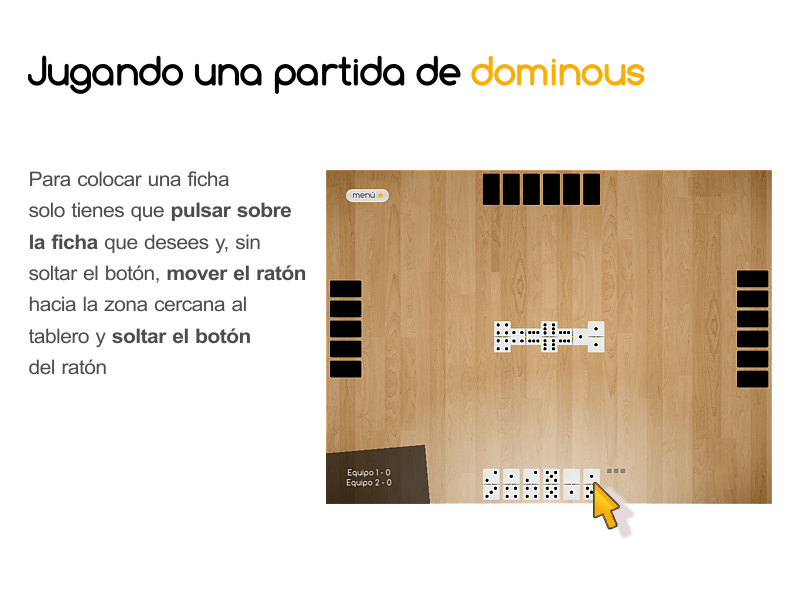 Jugando una partida de dominous
Para colocar una ficha
solo tienes que pulsar sobre
la ficha que desees y, sin
soltar el botón, mover el ratón
hacia la zona cercana al
tablero y soltar el botón
del ratón
menú
Equipo 1 - 0
Equipo 2 - 0